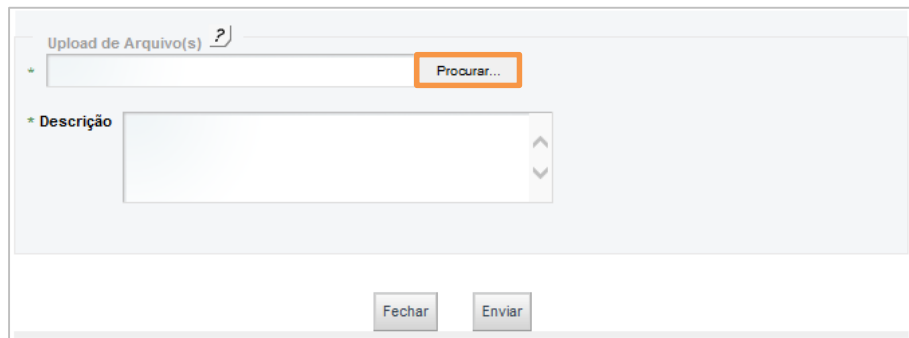 Upload de Arquivo(s) ?
* Procurar...
* Descrição
Fechar Enviar